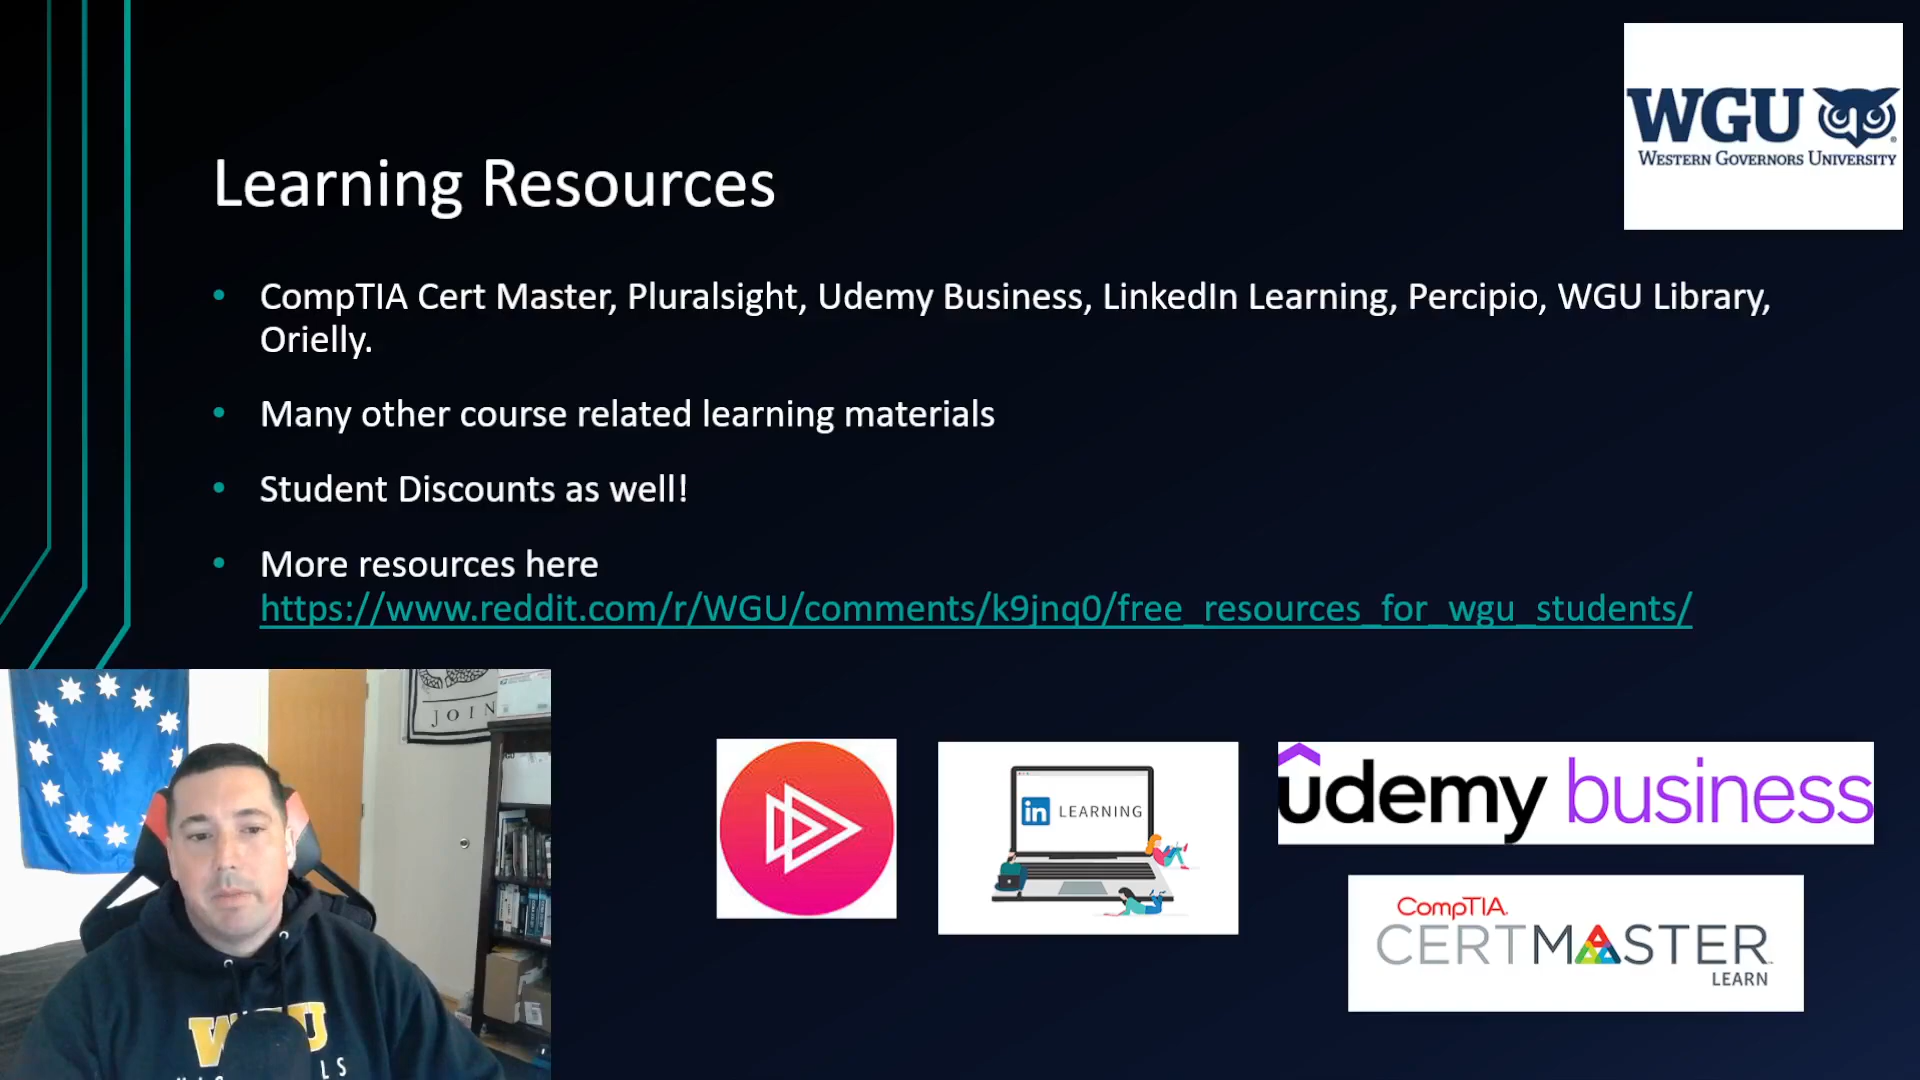 WGU
WESTERN GOVERNORS UNIVERSITY
Learning Resources
• CompTIA Cert Master, Pluralsight, Udemy Business, LinkedIn Learning, Percipio, WGU Library,
Orielly.
• Many other course related learning materials
• Student Discounts as well!
• More resources here
https://www.reddit.com/r/WGU/comments/k9jnq0/free_resources_for_wgu_students/
JOIN
in LEARNING
udemy business
CompTIA.
CERTMASTER
LEARN